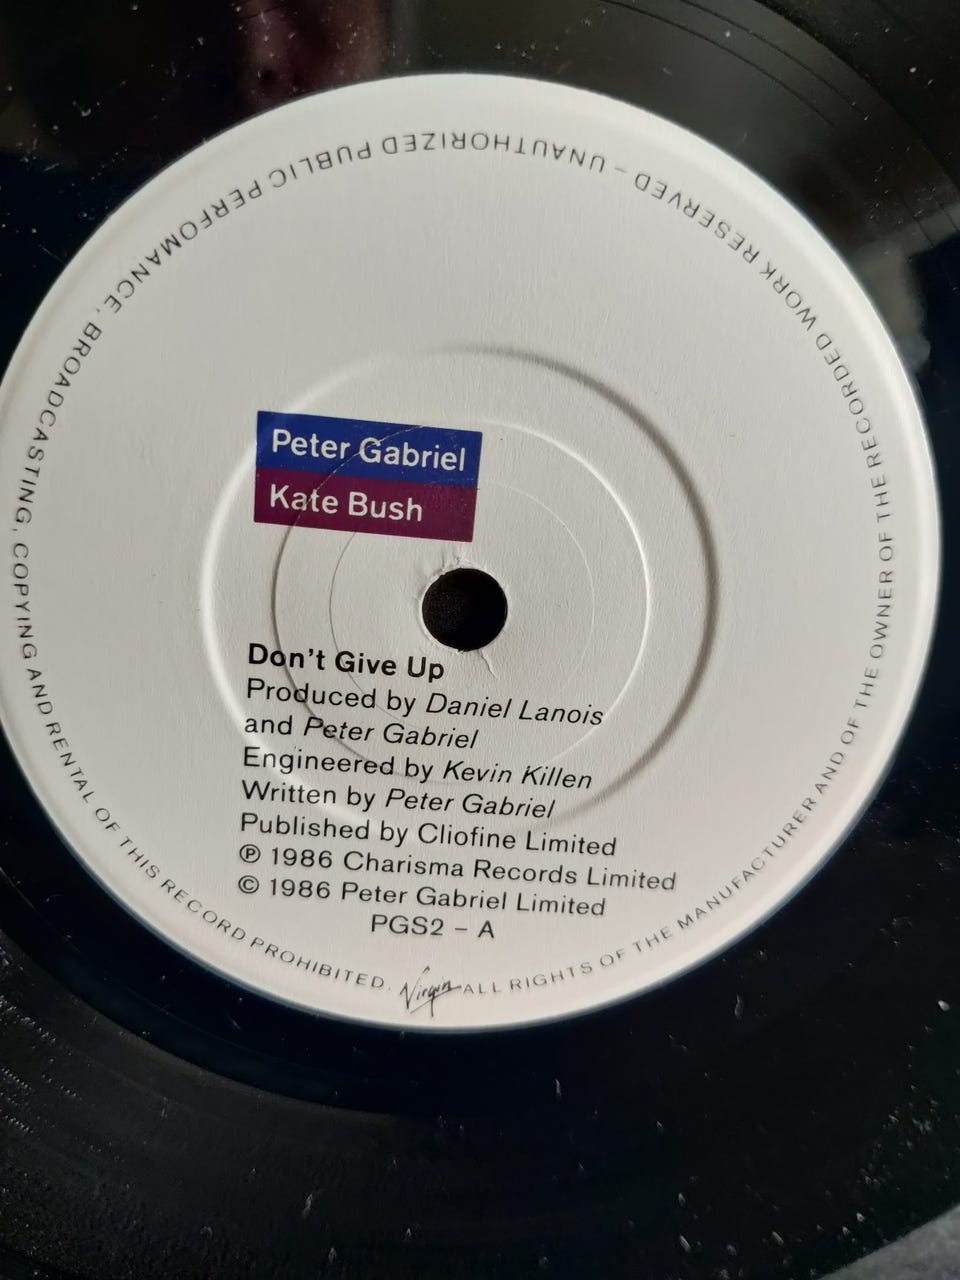 Peter Gabriel
Kate Bush
Don't Give Up
Produced by Daniel Lanois
and Peter Gabriel
Engineered by Kevin Killen
Written by Peter Gabriel
Published by Cliofine Limited
℗ 1986 Charisma Records Limited
© 1986 Peter Gabriel Limited
PGS2 – A
Virgin
ALL RIGHTS OF THE MANUFACTURER AND OF THE OWNER OF THE RECORDED WORK RESERVED – UNAUTHORIZED PUBLIC PERFOMANCE, BROADCASTING, COPYING AND RENTAL OF THIS RECORD PROHIBITED.